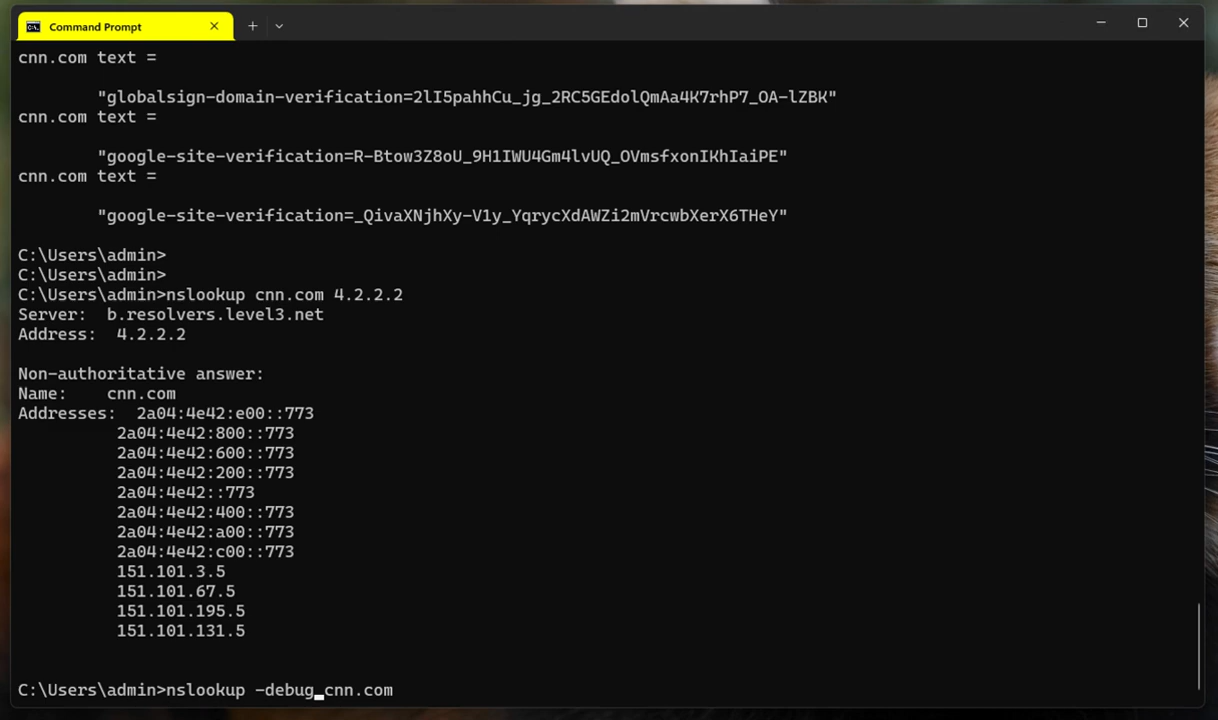 Command Prompt
cnn.com text =
"globalsign-domain-verification=2lI5pahhCu_jg_2RC5GEdolQmAa4K7rhP7_OA-lZBK"
cnn.com text =
"google-site-verification=R-Btow3Z8oU_9H1IWU4Gm4lvUQ_OVmsfxonIKhIaiPE"
cnn.com text =
"google-site-verification=_QivaXNjhXy-V1y_YqrycXdAWZi2mVrcwbXerX6THeY"
C:\Users\admin>
C:\Users\admin>
C:\Users\admin>nslookup cnn.com 4.2.2.2
Server:  b.resolvers.level3.net
Address:  4.2.2.2
Non-authoritative answer:
Name:    cnn.com
Addresses:  2a04:4e42:e00::773
2a04:4e42:800::773
2a04:4e42:600::773
2a04:4e42:200::773
2a04:4e42::773
2a04:4e42:400::773
2a04:4e42:a00::773
2a04:4e42:c00::773
151.101.3.5
151.101.67.5
151.101.195.5
151.101.131.5
C:\Users\admin>nslookup -debug cnn.com